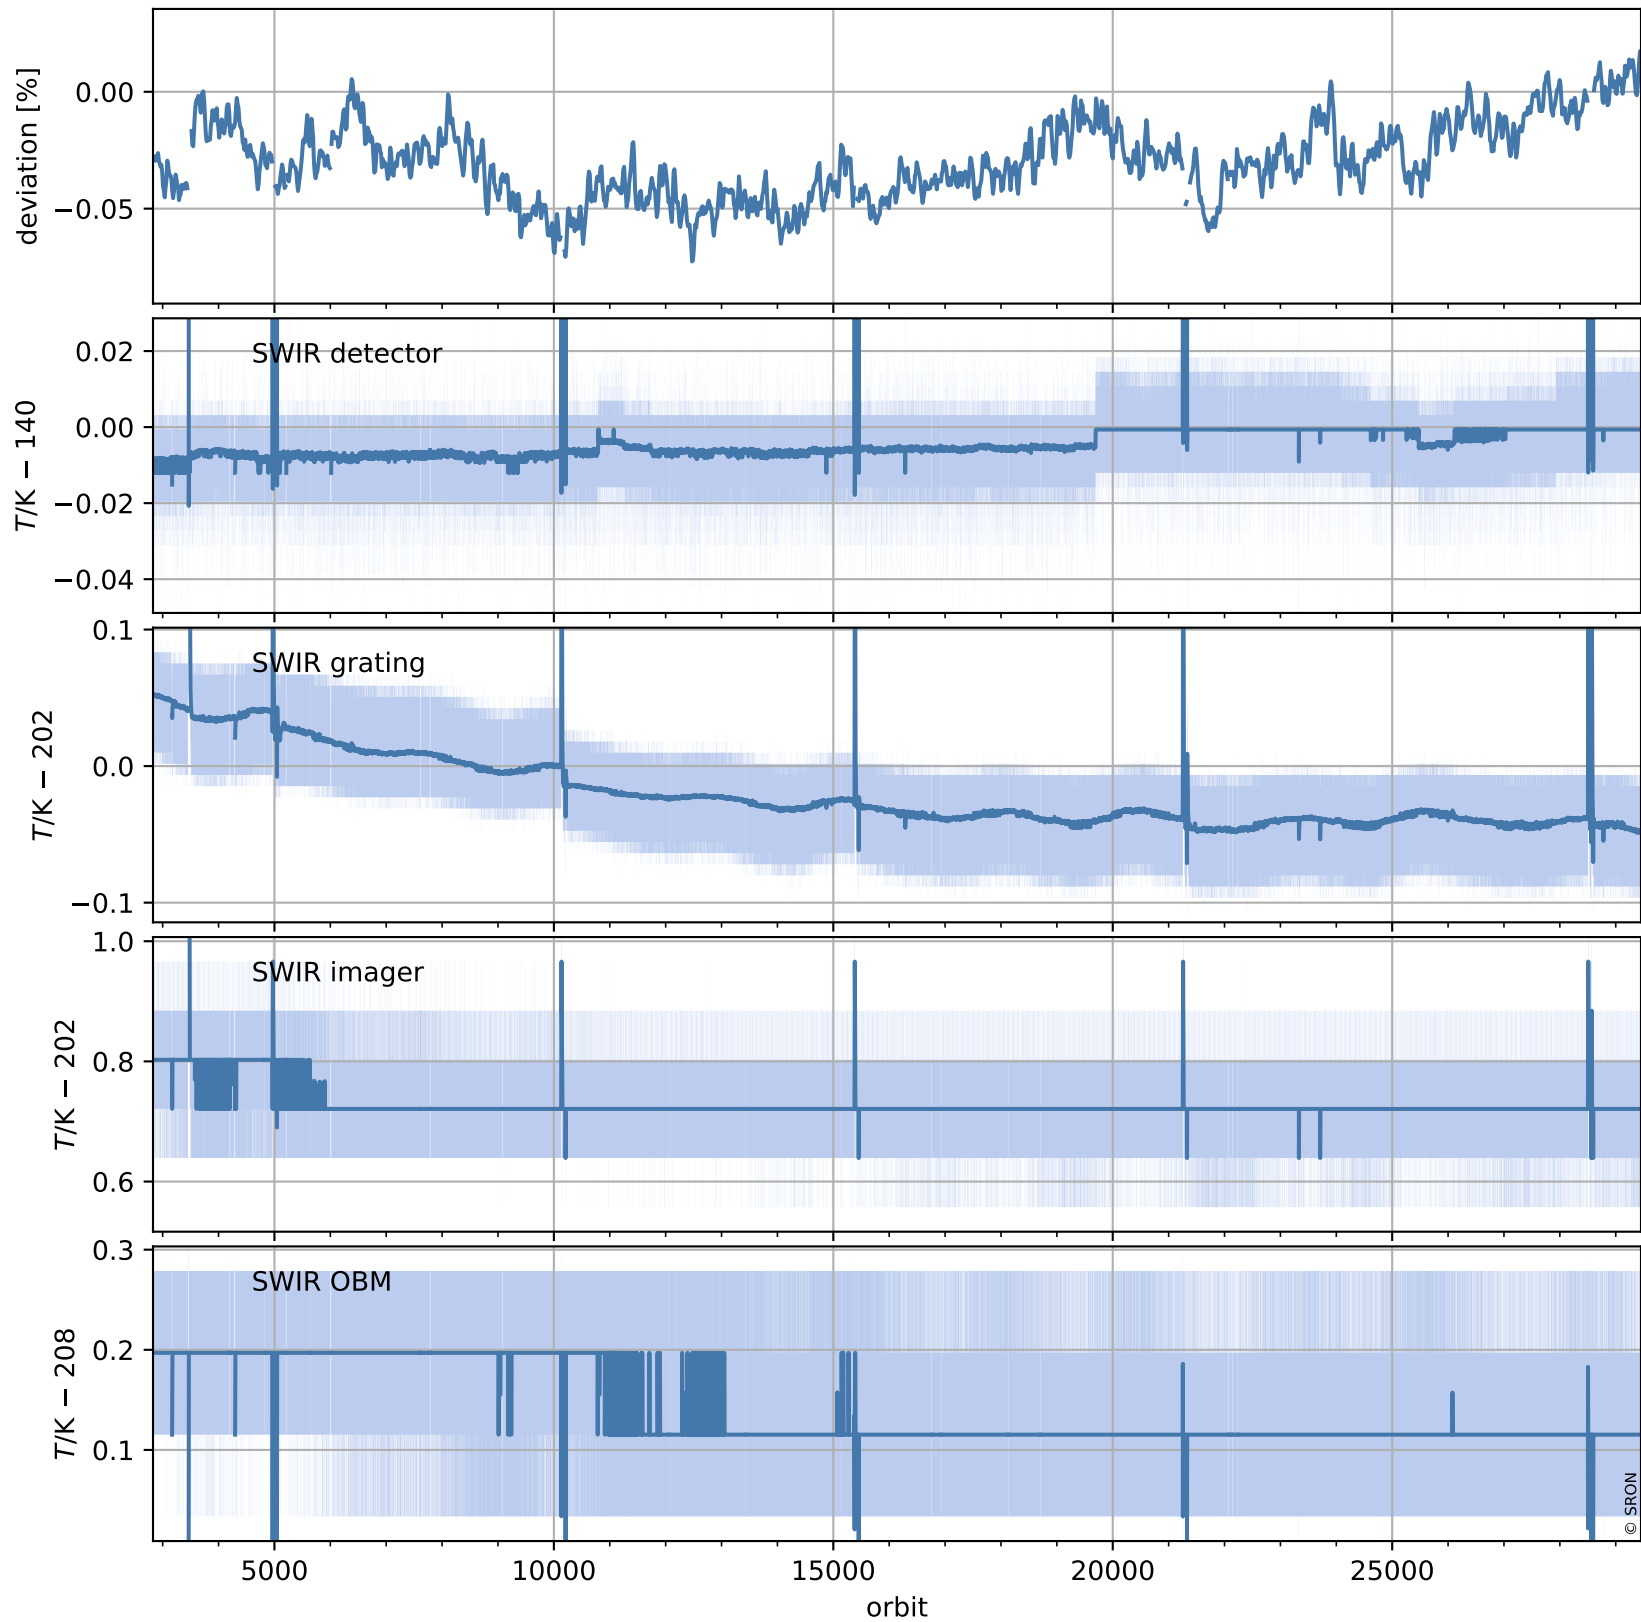 deviation [%]
0.00
−0.05
T/K − 140
SWIR detector
0.02
0.00
−0.02
−0.04
T/K − 202
SWIR grating
0.1
0.0
−0.1
T/K − 202
SWIR imager
1.0
0.8
0.6
T/K − 208
SWIR OBM
0.3
0.2
0.1
© SRON
5000 10000 15000 20000 25000
orbit